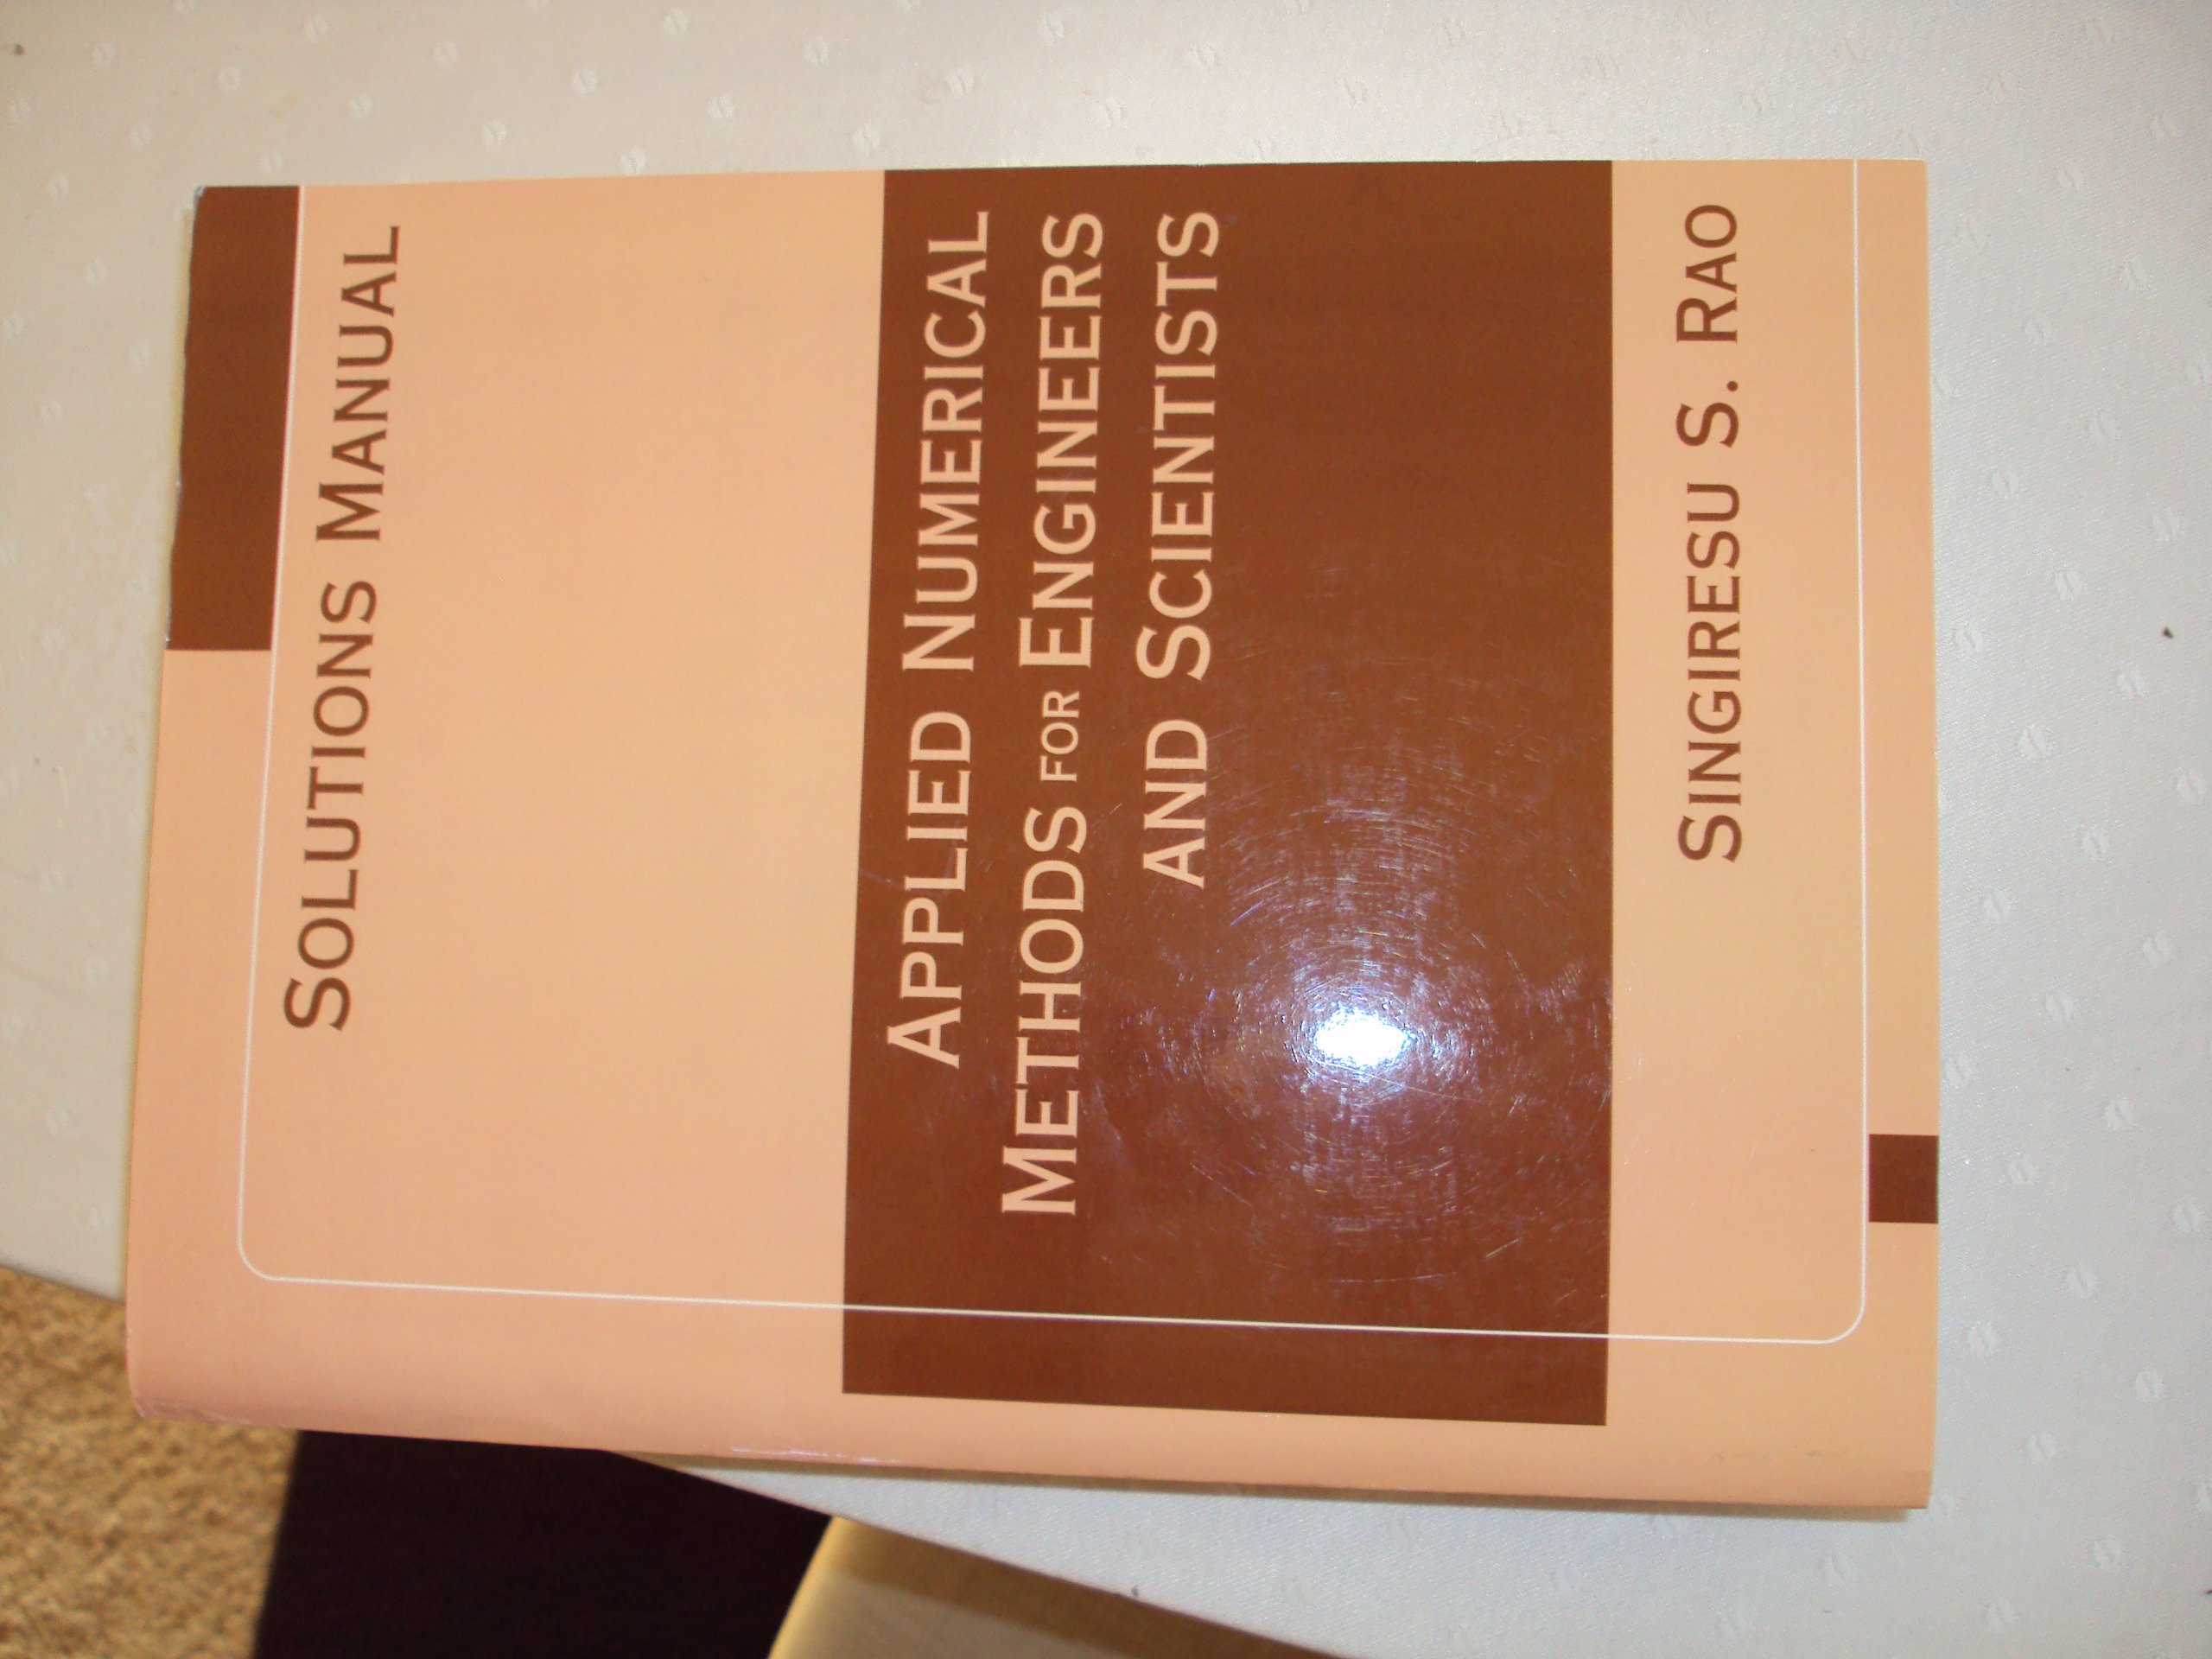 SOLUTIONS MANUAL
APPLIED NUMERICAL
METHODS FOR ENGINEERS
AND SCIENTISTS
SINGIRESU S. RAO